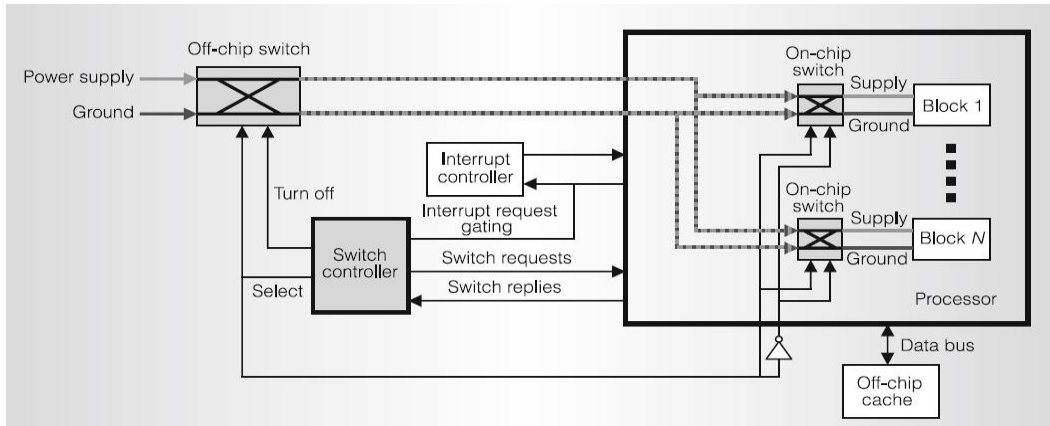 Off-chip switch
Power supply
Ground
On-chip
switch
Supply
Block 1
Ground
Interrupt
controller
Turn off
Interrupt request
gating
On-chip
switch
Supply
Block N
Ground
Switch
controller
Switch requests
Select
Switch replies
Processor
Data bus
Off-chip
cache